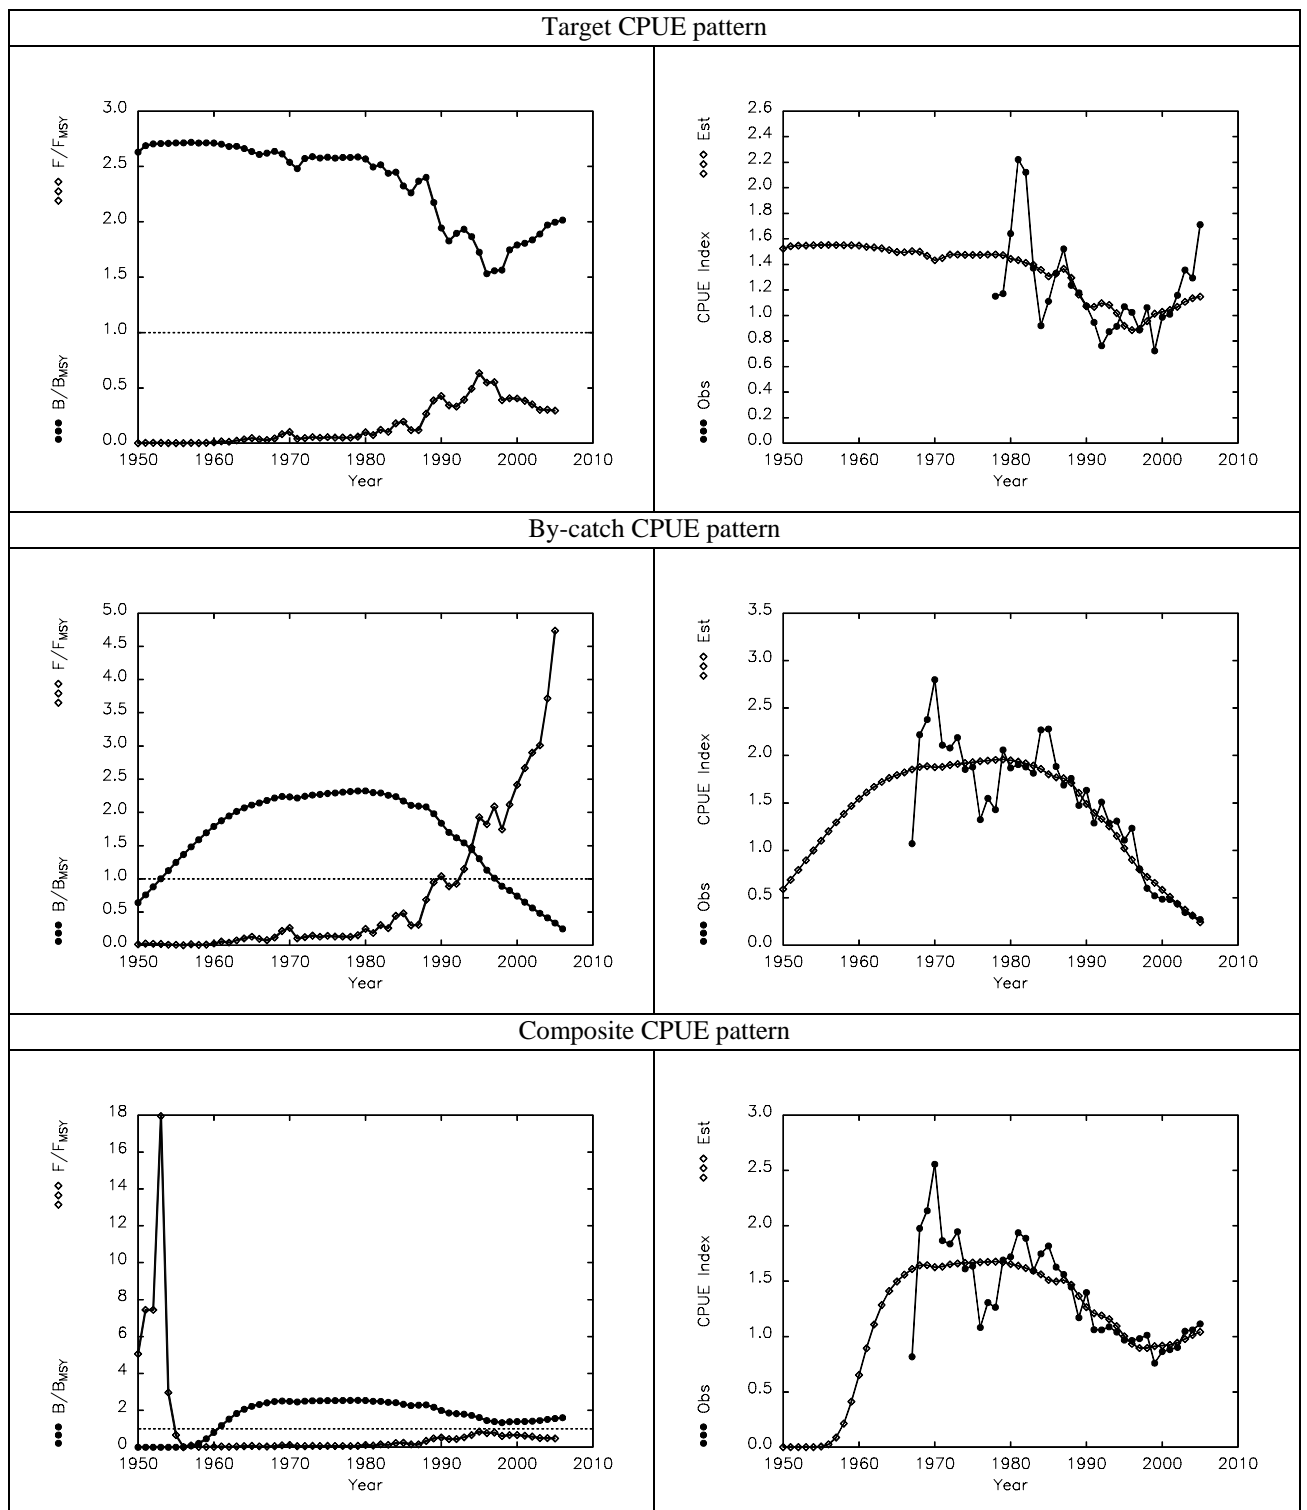 Target CPUE pattern
B/BMSY
F/FMSY
3.0
2.5
2.0
1.5
1.0
0.5
0.0
1950 1960 1970 1980 1990 2000 2010
Year
Obs CPUE Index Est
2.6
2.4
2.2
2.0
1.8
1.6
1.4
1.2
1.0
0.8
0.6
0.4
0.2
0.0
1950 1960 1970 1980 1990 2000 2010
Year
By-catch CPUE pattern
B/BMSY
F/FMSY
5.0
4.5
4.0
3.5
3.0
2.5
2.0
1.5
1.0
0.5
0.0
1950 1960 1970 1980 1990 2000 2010
Year
Obs CPUE Index Est
3.5
3.0
2.5
2.0
1.5
1.0
0.5
0.0
1950 1960 1970 1980 1990 2000 2010
Year
Composite CPUE pattern
B/BMSY
F/FMSY
18
16
14
12
10
8
6
4
2
0
1950 1960 1970 1980 1990 2000 2010
Year
Obs CPUE Index Est
3.0
2.5
2.0
1.5
1.0
0.5
0.0
1950 1960 1970 1980 1990 2000 2010
Year